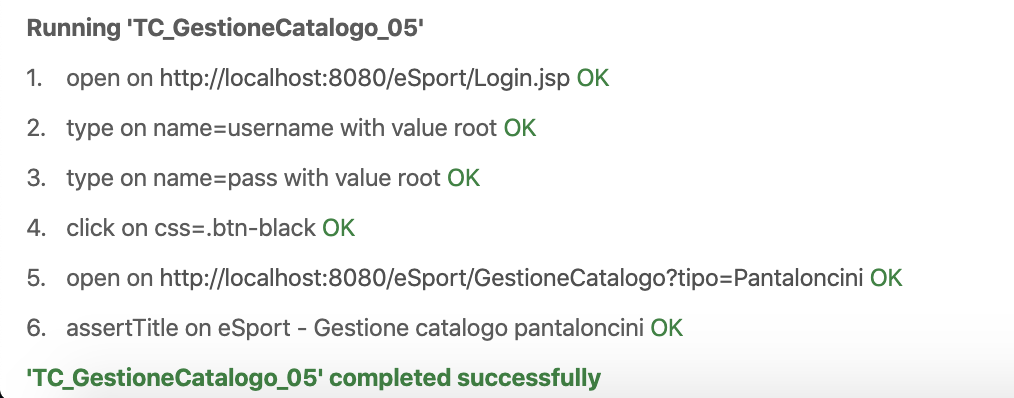 Running 'TC_GestioneCatalogo_05'
1. open on http://localhost:8080/eSport/Login.jsp OK
2. type on name=username with value root OK
3. type on name=pass with value root OK
4. click on css=.btn-black OK
5. open on http://localhost:8080/eSport/GestioneCatalogo?tipo=Pantaloncini OK
6. assertTitle on eSport - Gestione catalogo pantaloncini OK
'TC_GestioneCatalogo_05' completed successfully